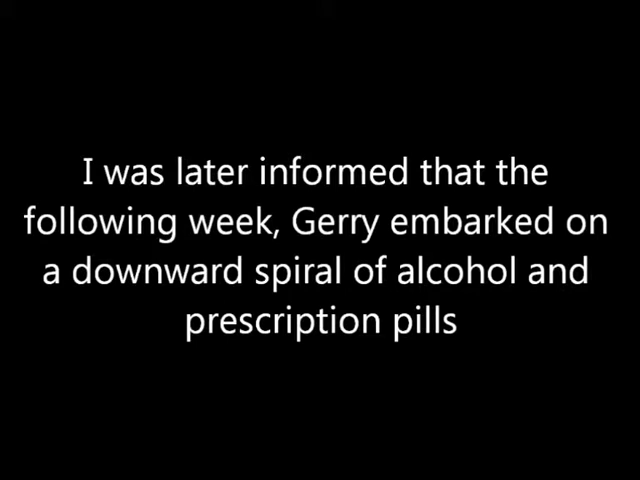 I was later informed that the
following week, Gerry embarked on
a downward spiral of alcohol and
prescription pills